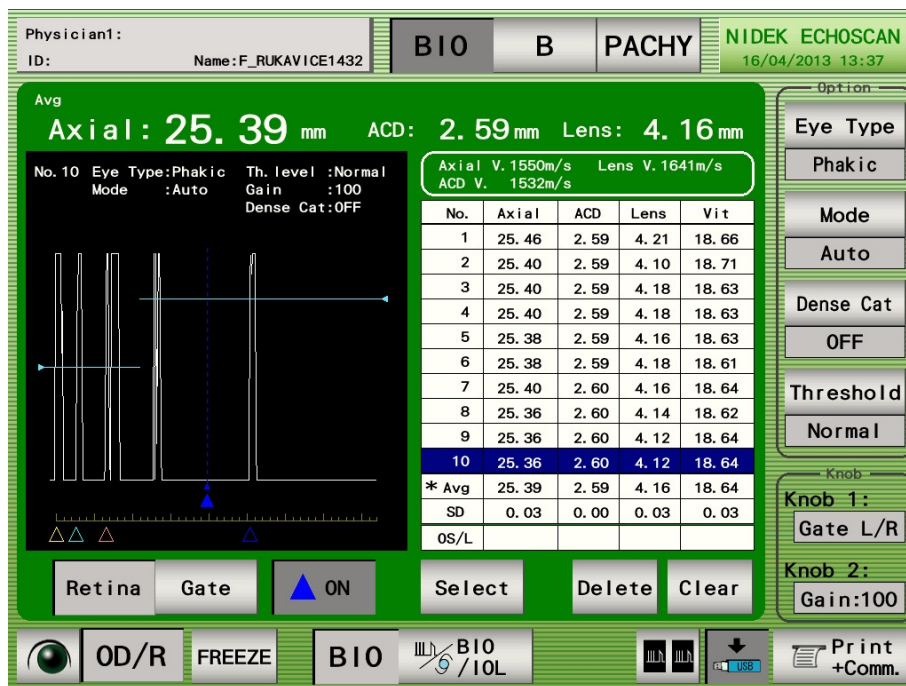 Physician1:
ID: Name:F_RUKAVICE1432
BIO B PACHY
NIDEK ECHOSCAN
16/04/2013 13:37
Avg
Axial: 25.39 mm ACD: 2.59 mm Lens: 4.16 mm
No.10 Eye Type:Phakic Th.level :Normal
Mode :Auto Gain :100
Dense Cat:OFF
Axial V.1550m/s Lens V.1641m/s
ACD V. 1532m/s
No. Axial ACD Lens Vit
1 25.46 2.59 4.21 18.66
2 25.40 2.59 4.10 18.71
3 25.40 2.59 4.18 18.63
4 25.40 2.59 4.18 18.63
5 25.38 2.59 4.16 18.63
6 25.38 2.59 4.18 18.61
7 25.40 2.60 4.16 18.64
8 25.36 2.60 4.14 18.62
9 25.36 2.60 4.12 18.64
10 25.36 2.60 4.12 18.64
* Avg 25.39 2.59 4.16 18.64
SD 0.03 0.00 0.03 0.03
OS/L
Option
Eye Type
Phakic
Mode
Auto
Dense Cat
OFF
Threshold
Normal
Knob
Knob 1:
Gate L/R
Knob 2:
Gain:100
Retina Gate ON Select Delete Clear
OD/R FREEZE BIO BIO
/IOL
USB
Print
+Comm.